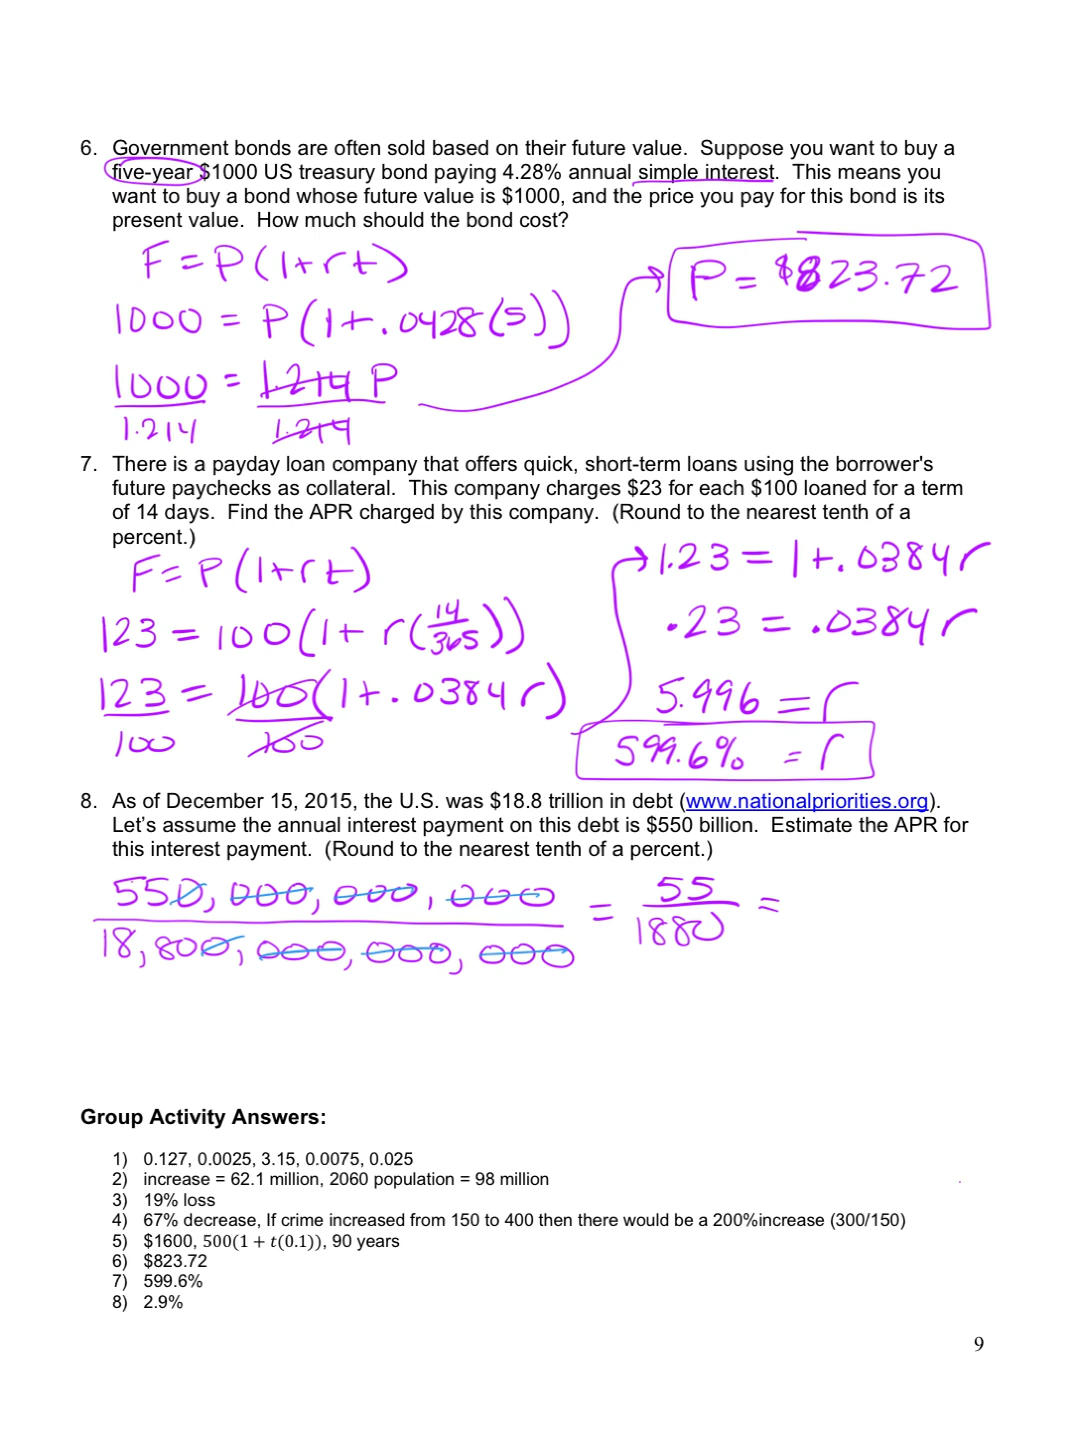 6. Government bonds are often sold based on their future value. Suppose you want to buy a
five-year $1000 US treasury bond paying 4.28% annual simple interest. This means you
want to buy a bond whose future value is $1000, and the price you pay for this bond is its
present value. How much should the bond cost?
F = P(1+rt)
1000 = P(1+.0428(5))
1000 = 1.214 P
1.214 1.214
P = $823.72
7. There is a payday loan company that offers quick, short-term loans using the borrower's
future paychecks as collateral. This company charges $23 for each $100 loaned for a term
of 14 days. Find the APR charged by this company. (Round to the nearest tenth of a
percent.)
F = P(1+rt)
123 = 100(1+ r(14/365))
123 = 100(1+.0384r)
100 100
1.23 = 1+.0384r
.23 = .0384r
5.996 = r
599.6% = r
8. As of December 15, 2015, the U.S. was $18.8 trillion in debt (www.nationalpriorities.org).
Let's assume the annual interest payment on this debt is $550 billion. Estimate the APR for
this interest payment. (Round to the nearest tenth of a percent.)
550,000,000,000 = 55 =
18,800,000,000,000 1880
Group Activity Answers:
1) 0.127, 0.0025, 3.15, 0.0075, 0.025
2) increase = 62.1 million, 2060 population = 98 million
3) 19% loss
4) 67% decrease, If crime increased from 150 to 400 then there would be a 200%increase (300/150)
5) $1600, 500(1 + t(0.1)), 90 years
6) $823.72
7) 599.6%
8) 2.9%
9